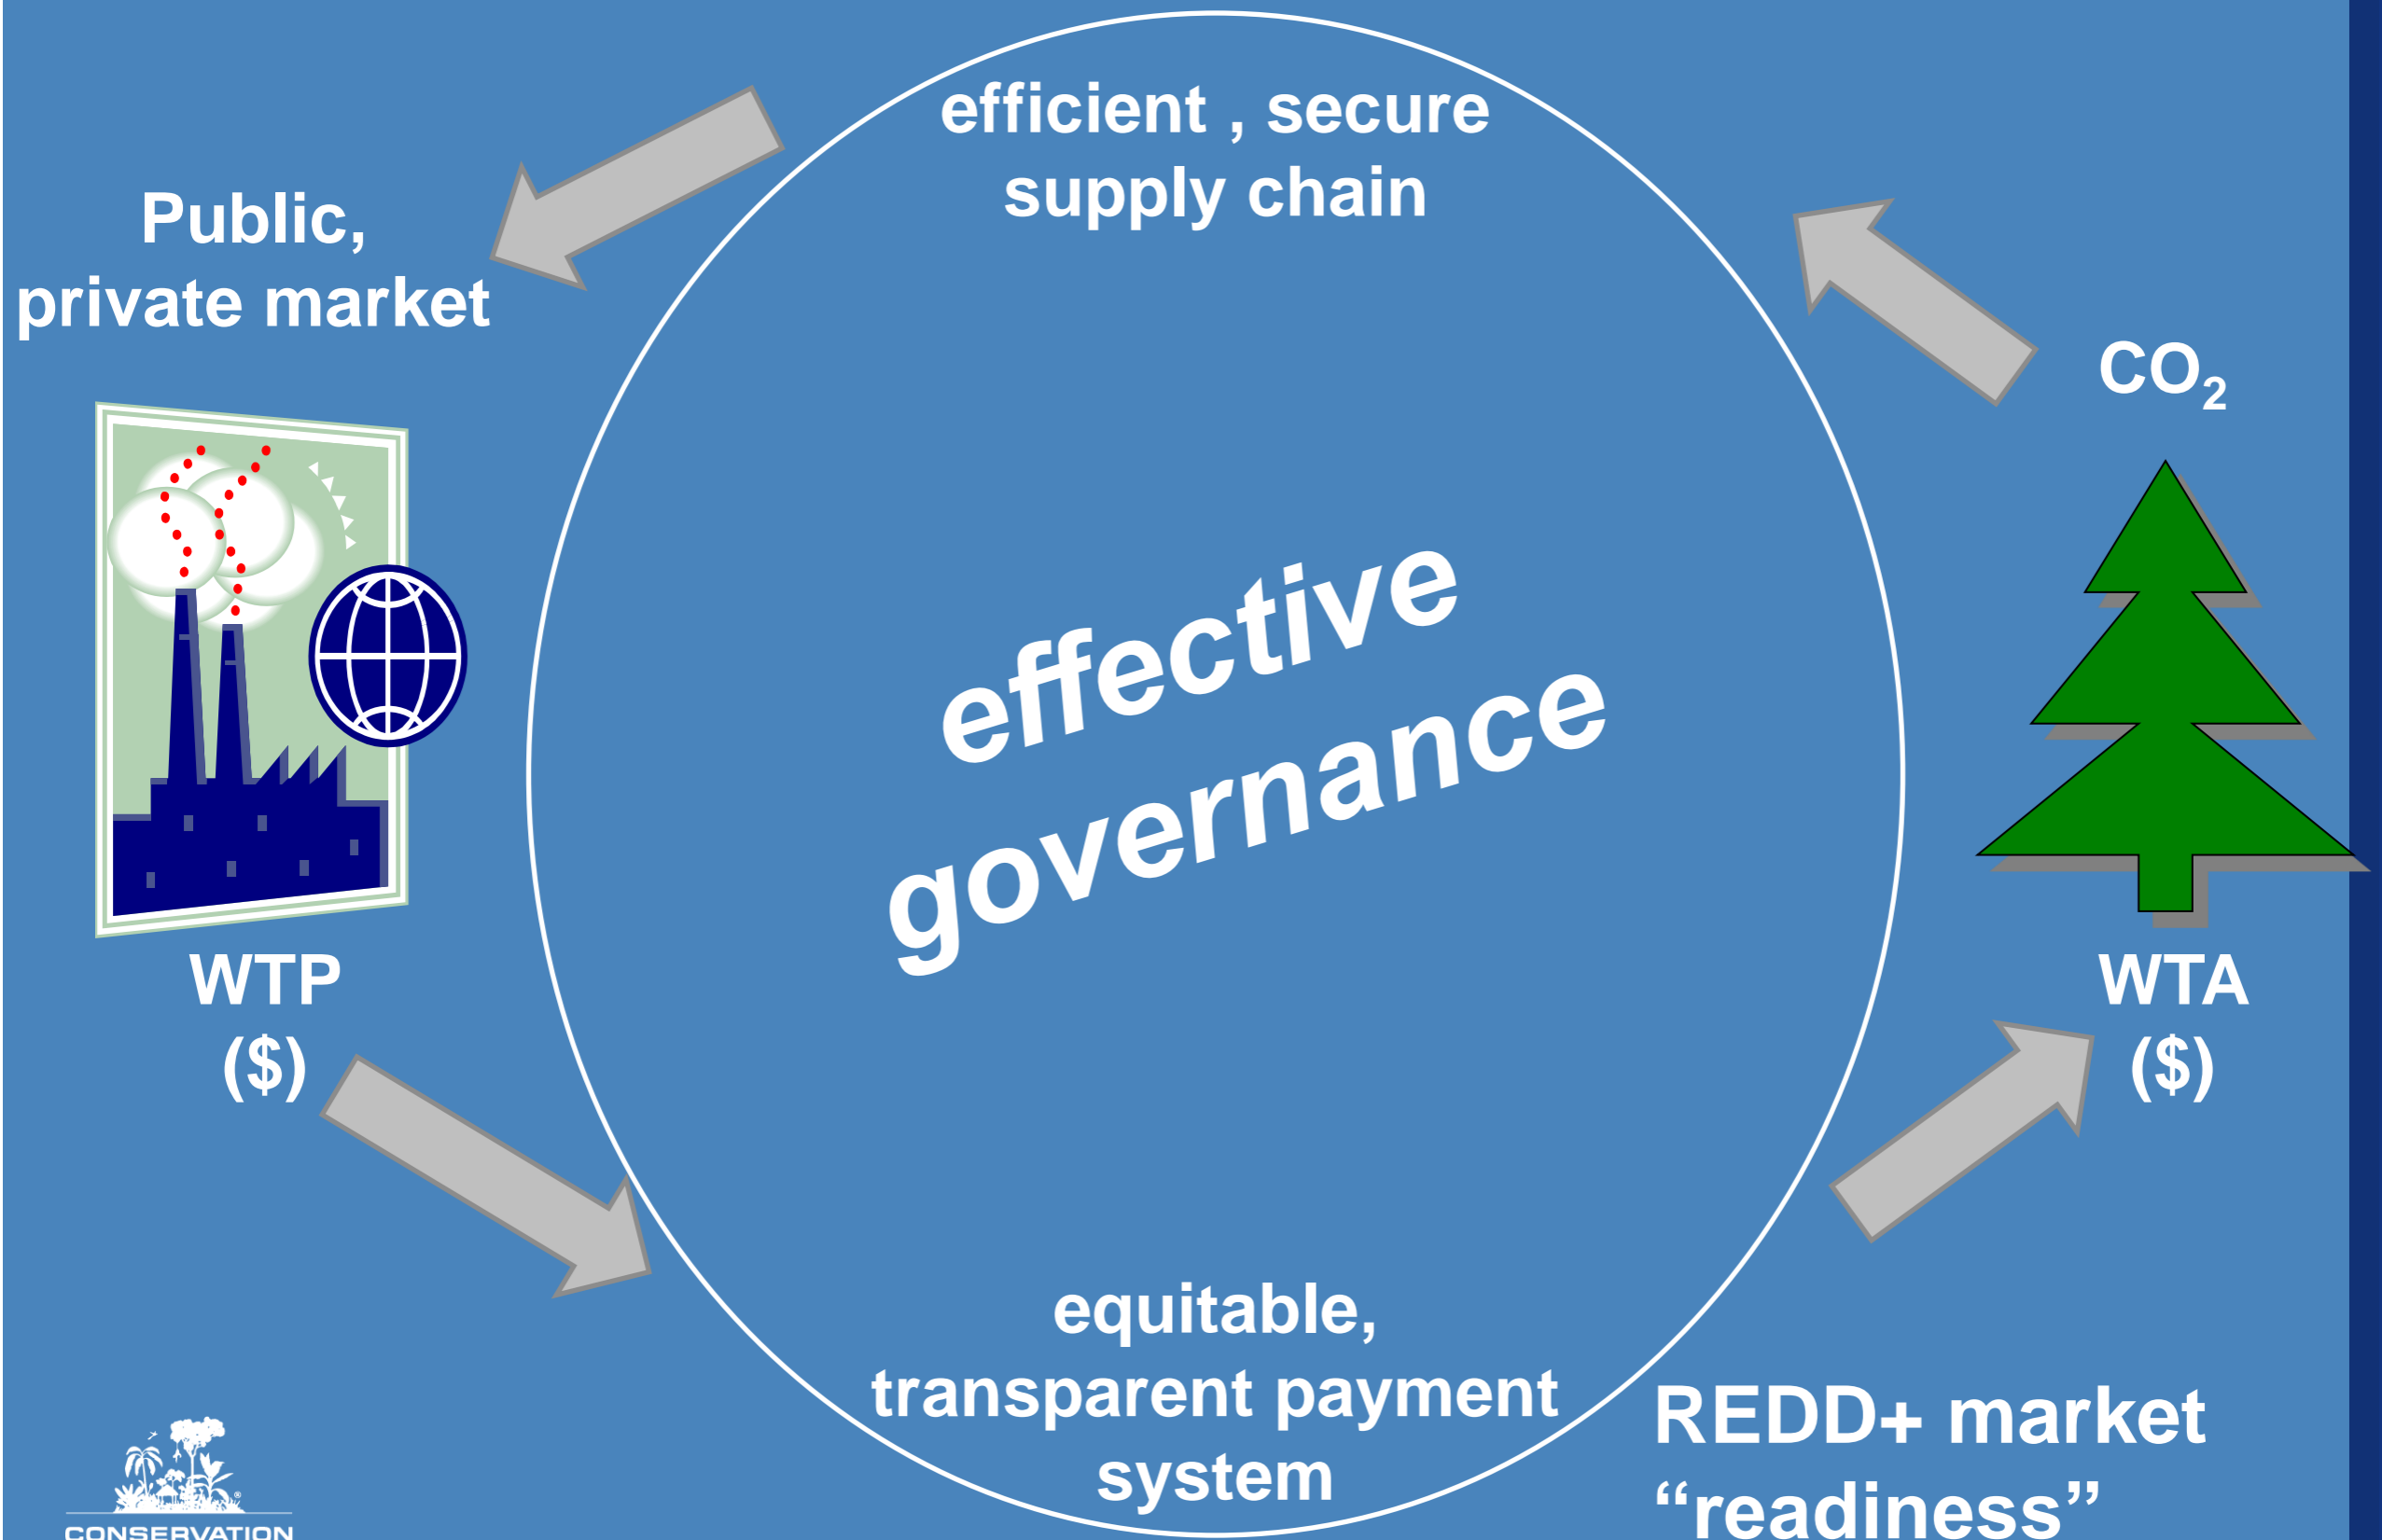 efficient , secure
supply chain
Public,
private market
CO₂
effective
governance
WTP
($)
WTA
($)
equitable,
transparent payment
system
REDD+ market
“readiness”
®
CONSERVATION